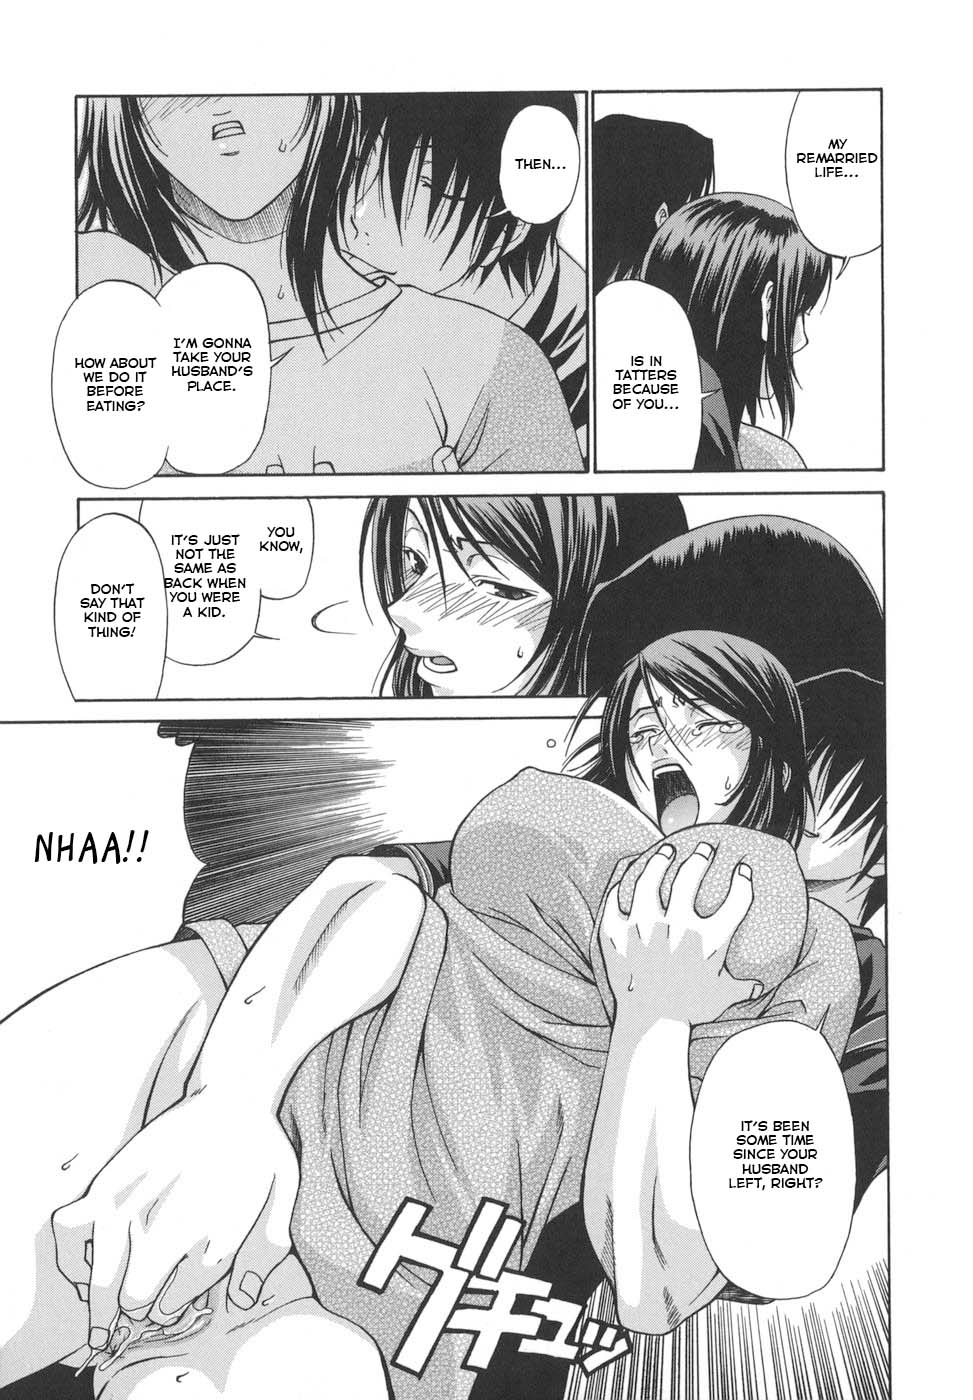 MY
REMARRIED
LIFE...
IS IN
TATTERS
BECAUSE
OF YOU...
THEN...
I'M GONNA
TAKE YOUR
HUSBAND'S
PLACE.
HOW ABOUT
WE DO IT
BEFORE
EATING?
YOU
KNOW,
IT'S JUST
NOT THE
SAME AS
BACK WHEN
YOU WERE
A KID.
DON'T
SAY THAT
KIND OF
THING!
NHAA!!
IT'S BEEN
SOME TIME
SINCE YOUR
HUSBAND
LEFT, RIGHT?
グチュッ